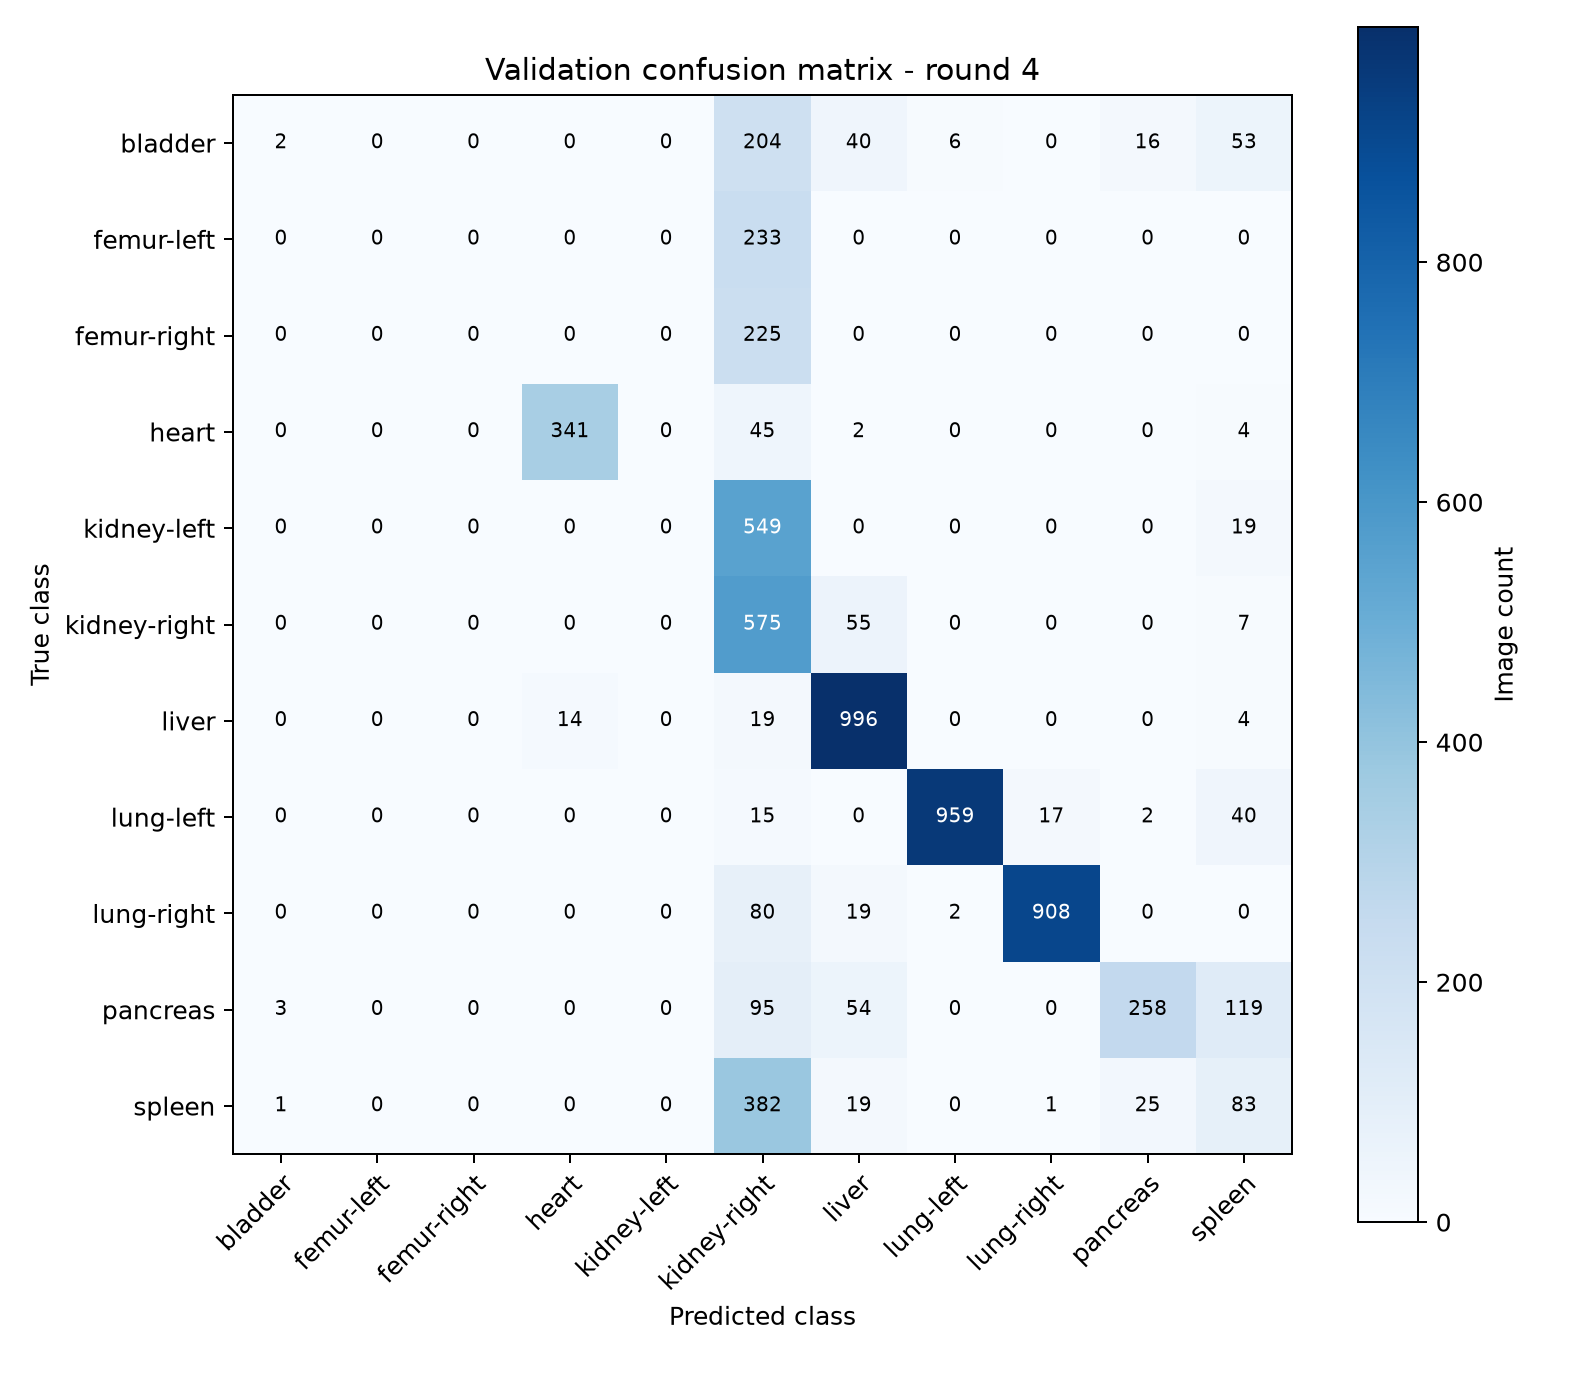 Validation confusion matrix - round 4
bladder 2 0 0 0 0 204 40 6 0 16 53
femur-left 0 0 0 0 0 233 0 0 0 0 0
femur-right 0 0 0 0 0 225 0 0 0 0 0
heart 0 0 0 341 0 45 2 0 0 0 4
kidney-left 0 0 0 0 0 549 0 0 0 0 19
kidney-right 0 0 0 0 0 575 55 0 0 0 7
liver 0 0 0 14 0 19 996 0 0 0 4
lung-left 0 0 0 0 0 15 0 959 17 2 40
lung-right 0 0 0 0 0 80 19 2 908 0 0
pancreas 3 0 0 0 0 95 54 0 0 258 119
spleen 1 0 0 0 0 382 19 0 1 25 83
True class
bladder femur-left femur-right heart kidney-left kidney-right liver lung-left lung-right pancreas spleen
Predicted class
800
600
400
200
0
Image count